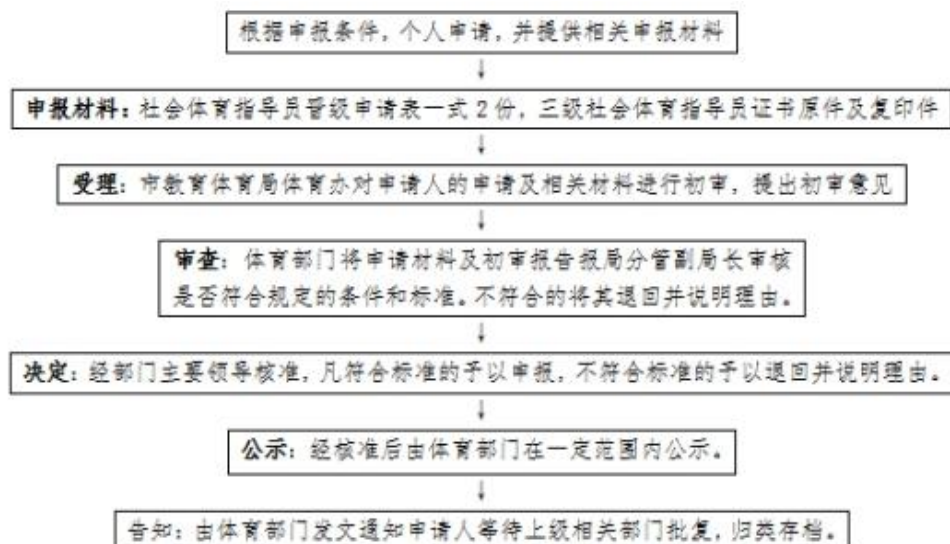 根据申报条件，个人申请，并提供相关申报材料
申报材料：社会体育指导员晋级申请表一式 2 份，三级社会体育指导员证书原件及复印件
受理：市教育体育局体育办对申请人的申请及相关材料进行初审，提出初审意见
审查：体育部门将申请材料及初审报告报局分管副局长审核
是否符合规定的条件和标准。不符合的将其退回并说明理由。
决定：经部门主要领导核准，凡符合标准的予以申报，不符合标准的予以退回并说明理由。
公示：经核准后由体育部门在一定范围内公示。
告知：由体育部门发文通知申请人等待上级相关部门批复，归类存档。